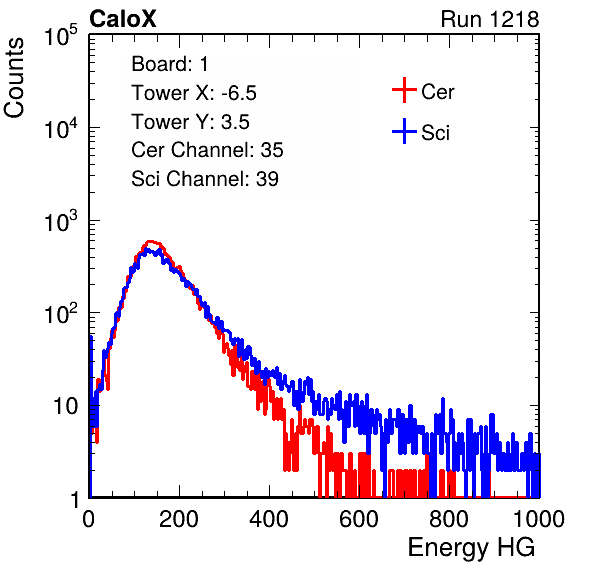 CaloX Run 1218
Counts
Board: 1
Tower X: -6.5
Tower Y: 3.5
Cer Channel: 35
Sci Channel: 39
Cer
Sci
10^5
10^4
10^3
10^2
10
1
0 200 400 600 800 1000
Energy HG